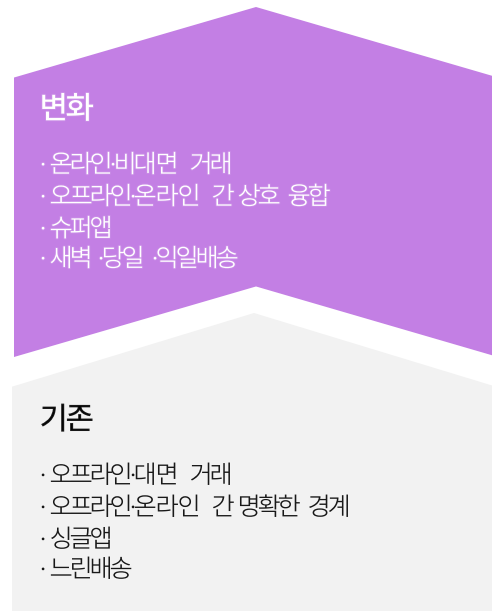 변화
· 온라인·비대면 거래
· 오프라인·온라인 간 상호 융합
· 슈퍼앱
· 새벽 ·당일 ·익일배송
기존
· 오프라인·대면 거래
· 오프라인·온라인 간 명확한 경계
· 싱글앱
· 느린배송